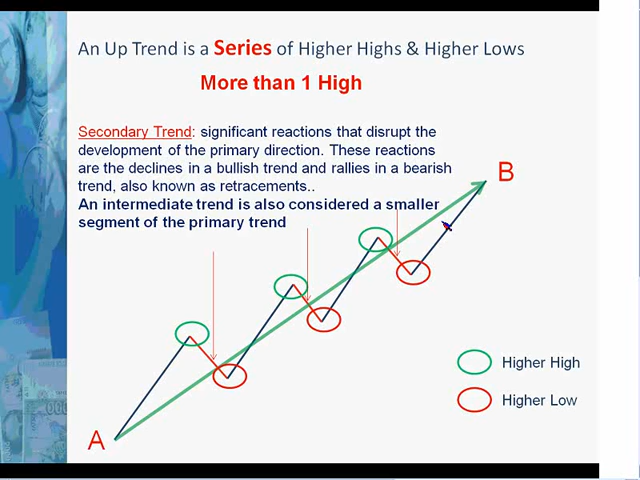 An Up Trend is a Series of Higher Highs & Higher Lows
More than 1 High
Secondary Trend: significant reactions that disrupt the
development of the primary direction. These reactions
are the declines in a bullish trend and rallies in a bearish
trend, also known as retracements..
An intermediate trend is also considered a smaller
segment of the primary trend
B
A
Higher High
Higher Low